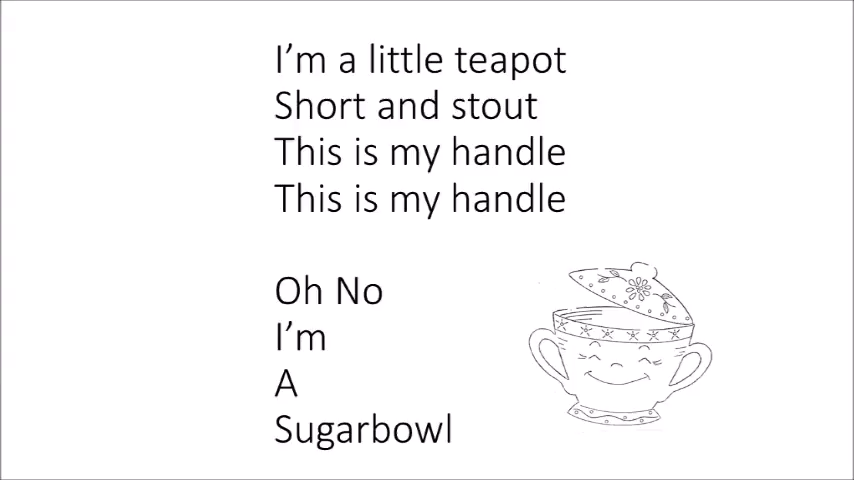 I’m a little teapot
Short and stout
This is my handle
This is my handle
Oh No
I’m
A
Sugarbowl